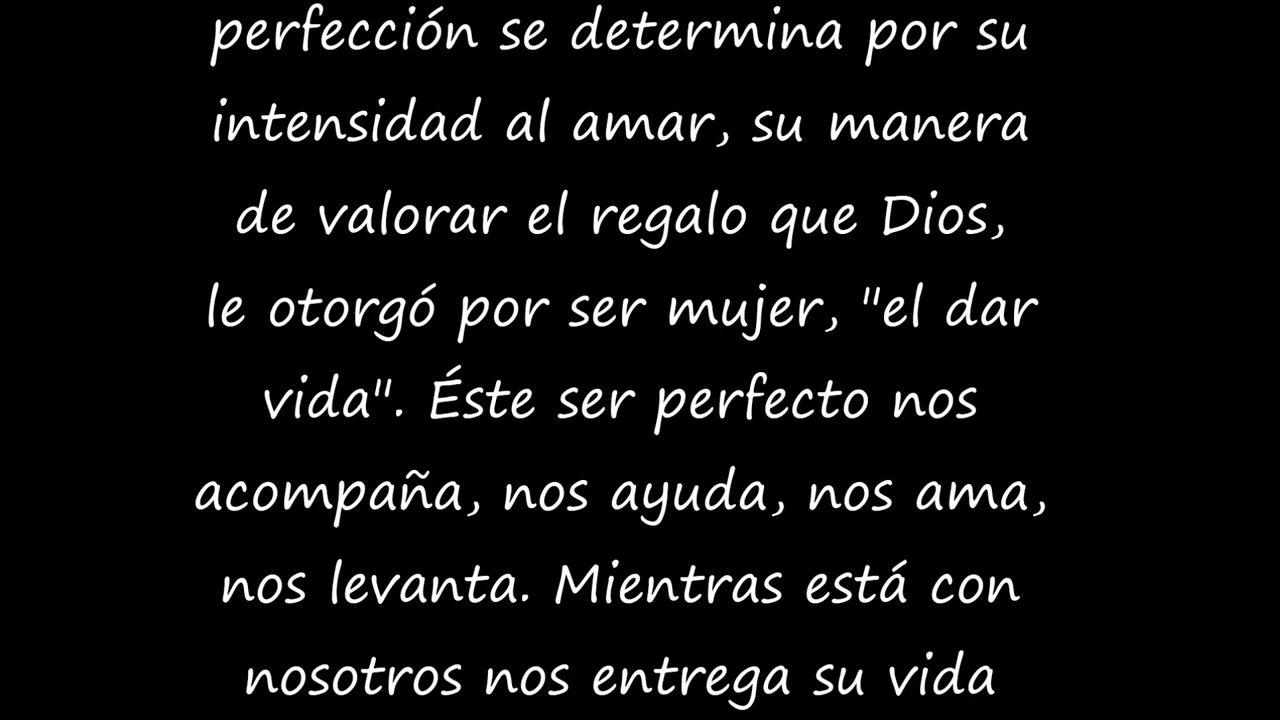 perfección se determina por su
intensidad al amar, su manera
de valorar el regalo que Dios,
le otorgó por ser mujer, "el dar
vida". Éste ser perfecto nos
acompaña, nos ayuda, nos ama,
nos levanta. Mientras está con
nosotros nos entrega su vida